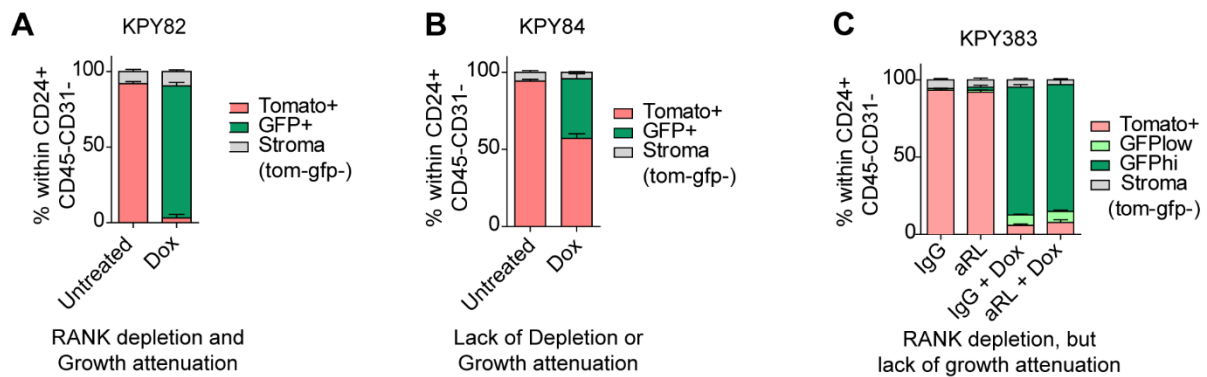 A
KPY82
% within CD24+
CD45-CD31-
100
50
0
Untreated
Dox
Tomato+
GFP+
Stroma
(tom-gfp-)
RANK depletion and
Growth attenuation
B
KPY84
% within CD24+
CD45-CD31-
100
50
0
Untreated
Dox
Tomato+
GFP+
Stroma
(tom-gfp-)
Lack of Depletion or
Growth attenuation
C
KPY383
% within CD24+
CD45-CD31-
100
50
0
IgG
aRL
IgG + Dox
aRL + Dox
Tomato+
GFPlow
GFPhi
Stroma
(tom-gfp-)
RANK depletion, but
lack of growth attenuation